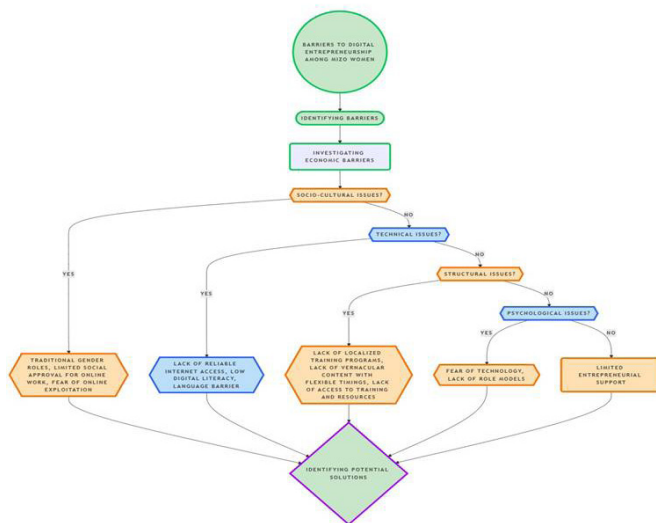 BARRIERS TO DIGITAL
ENTREPRENEURSHIP
AMONG MIZO WOMEN
IDENTIFYING BARRIERS
INVESTIGATING
ECONOMIC BARRIERS
SOCIO-CULTURAL ISSUES?
NO
TECHNICAL ISSUES?
NO
STRUCTURAL ISSUES?
YES
YES
NO
PSYCHOLOGICAL ISSUES?
YES
YES
NO
TRADITIONAL GENDER
ROLES, LIMITED SOCIAL
APPROVAL FOR ONLINE
WORK, FEAR OF ONLINE
EXPLOITATION
LACK OF RELIABLE
INTERNET ACCESS, LOW
DIGITAL LITERACY,
LANGUAGE BARRIER
LACK OF LOCALIZED
TRAINING PROGRAMS,
LACK OF VERNACULAR
CONTENT WITH
FLEXIBLE TIMINGS, LACK
OF ACCESS TO TRAINING
AND RESOURCES
FEAR OF TECHNOLOGY,
LACK OF ROLE MODELS
LIMITED
ENTREPRENEURIAL
SUPPORT
IDENTIFYING POTENTIAL
SOLUTIONS